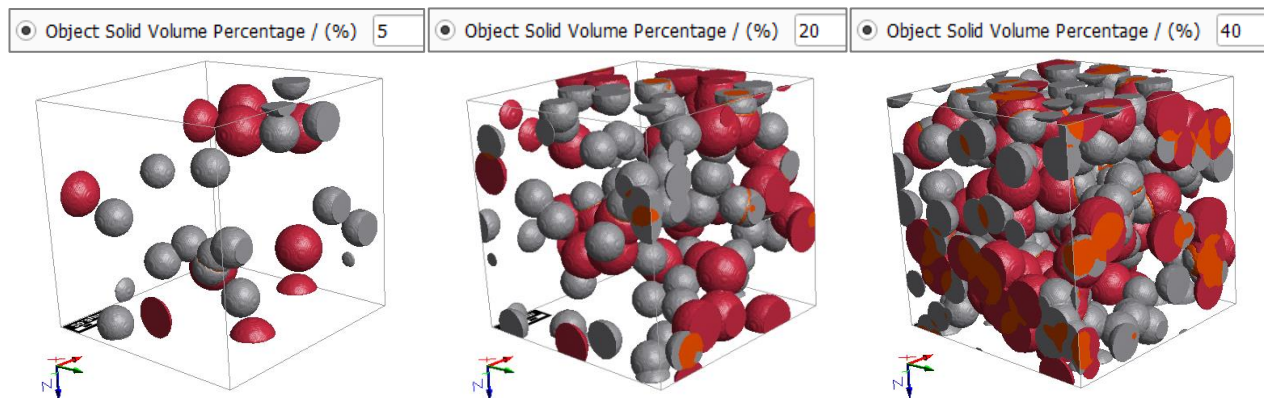 Object Solid Volume Percentage / (%) 5
Object Solid Volume Percentage / (%) 20
Object Solid Volume Percentage / (%) 40
X
Z
X
Z
X
Z